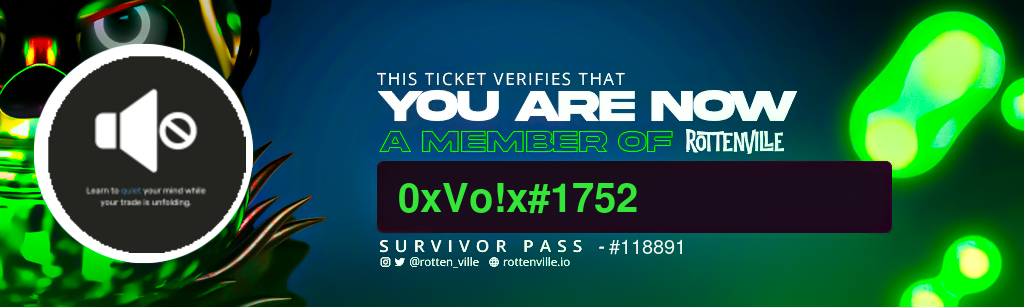 Learn to quiet your mind while
your trade is unfolding.
THIS TICKET VERIFIES THAT
YOU ARE NOW
A MEMBER OF ROTTENVILLE
0xVo!x#1752
SURVIVOR PASS - #118891
@rotten_ville rottenville.io